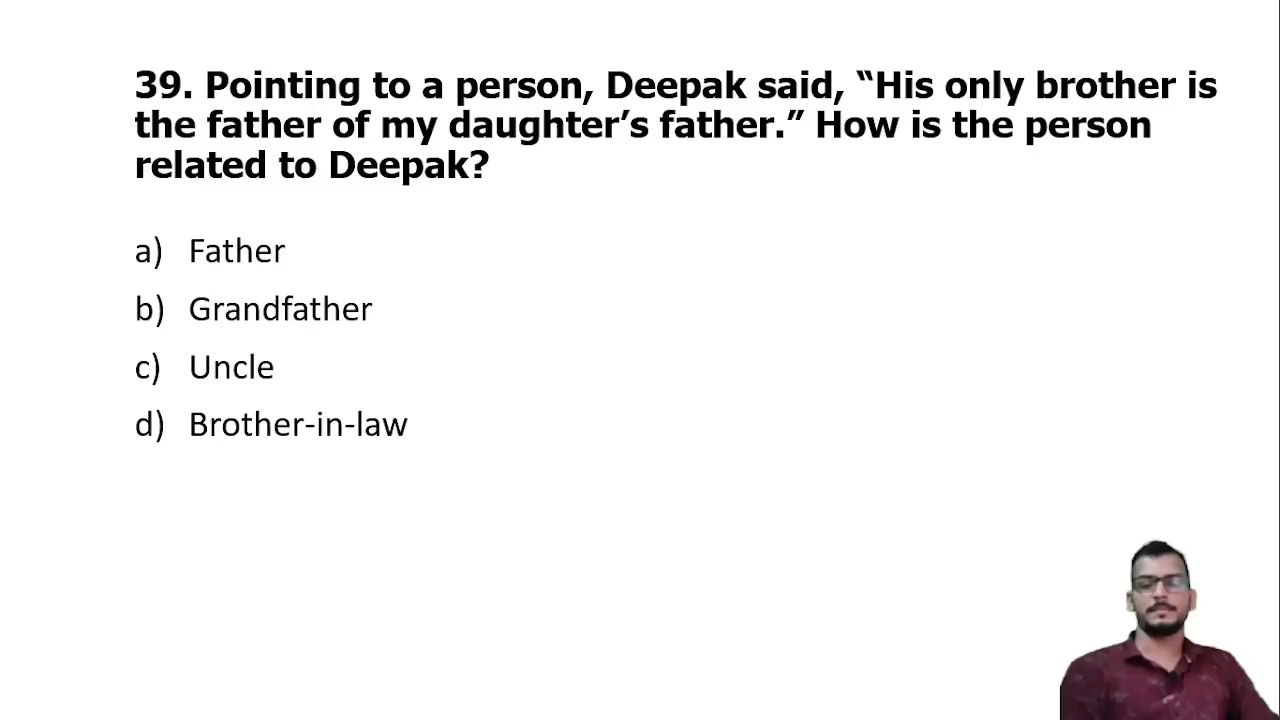 39. Pointing to a person, Deepak said, “His only brother is
the father of my daughter’s father.” How is the person
related to Deepak?
a) Father
b) Grandfather
c) Uncle
d) Brother-in-law